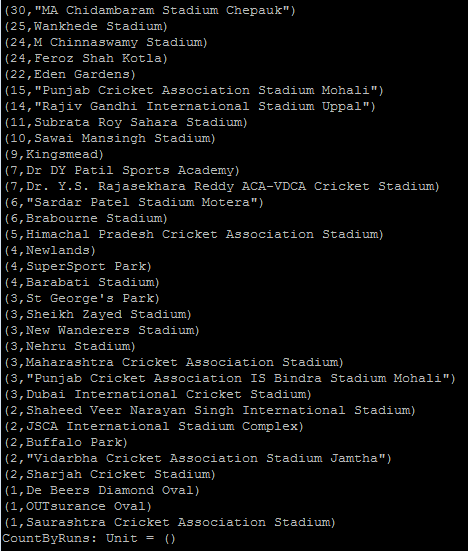 (30,"MA Chidambaram Stadium Chepauk")
(25,Wankhede Stadium)
(24,M Chinnaswamy Stadium)
(24,Feroz Shah Kotla)
(22,Eden Gardens)
(15,"Punjab Cricket Association Stadium Mohali")
(14,"Rajiv Gandhi International Stadium Uppal")
(11,Subrata Roy Sahara Stadium)
(10,Sawai Mansingh Stadium)
(9,Kingsmead)
(7,Dr DY Patil Sports Academy)
(7,Dr. Y.S. Rajasekhara Reddy ACA-VDCA Cricket Stadium)
(6,"Sardar Patel Stadium Motera")
(6,Brabourne Stadium)
(5,Himachal Pradesh Cricket Association Stadium)
(4,Newlands)
(4,SuperSport Park)
(4,Barabati Stadium)
(3,St George's Park)
(3,Sheikh Zayed Stadium)
(3,New Wanderers Stadium)
(3,Nehru Stadium)
(3,Maharashtra Cricket Association Stadium)
(3,"Punjab Cricket Association IS Bindra Stadium Mohali")
(3,Dubai International Cricket Stadium)
(2,Shaheed Veer Narayan Singh International Stadium)
(2,JSCA International Stadium Complex)
(2,Buffalo Park)
(2,"Vidarbha Cricket Association Stadium Jamtha")
(2,Sharjah Cricket Stadium)
(1,De Beers Diamond Oval)
(1,OUTsurance Oval)
(1,Saurashtra Cricket Association Stadium)
CountByRuns: Unit = ()